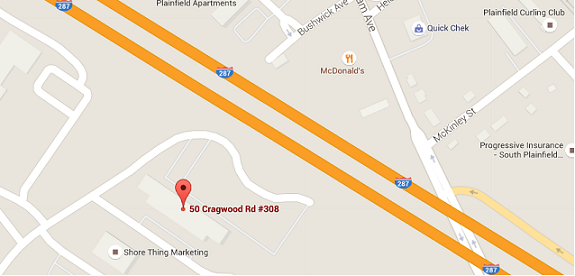 Plainfield Apartments
287
Bushwick Ave
Plainfield Curling Club
Quick Chek
287
McDonald's
McKinley St
Progressive Insurance -
South Plainfield...
287
50 Cragwood Rd #308
Shore Thing Marketing
287